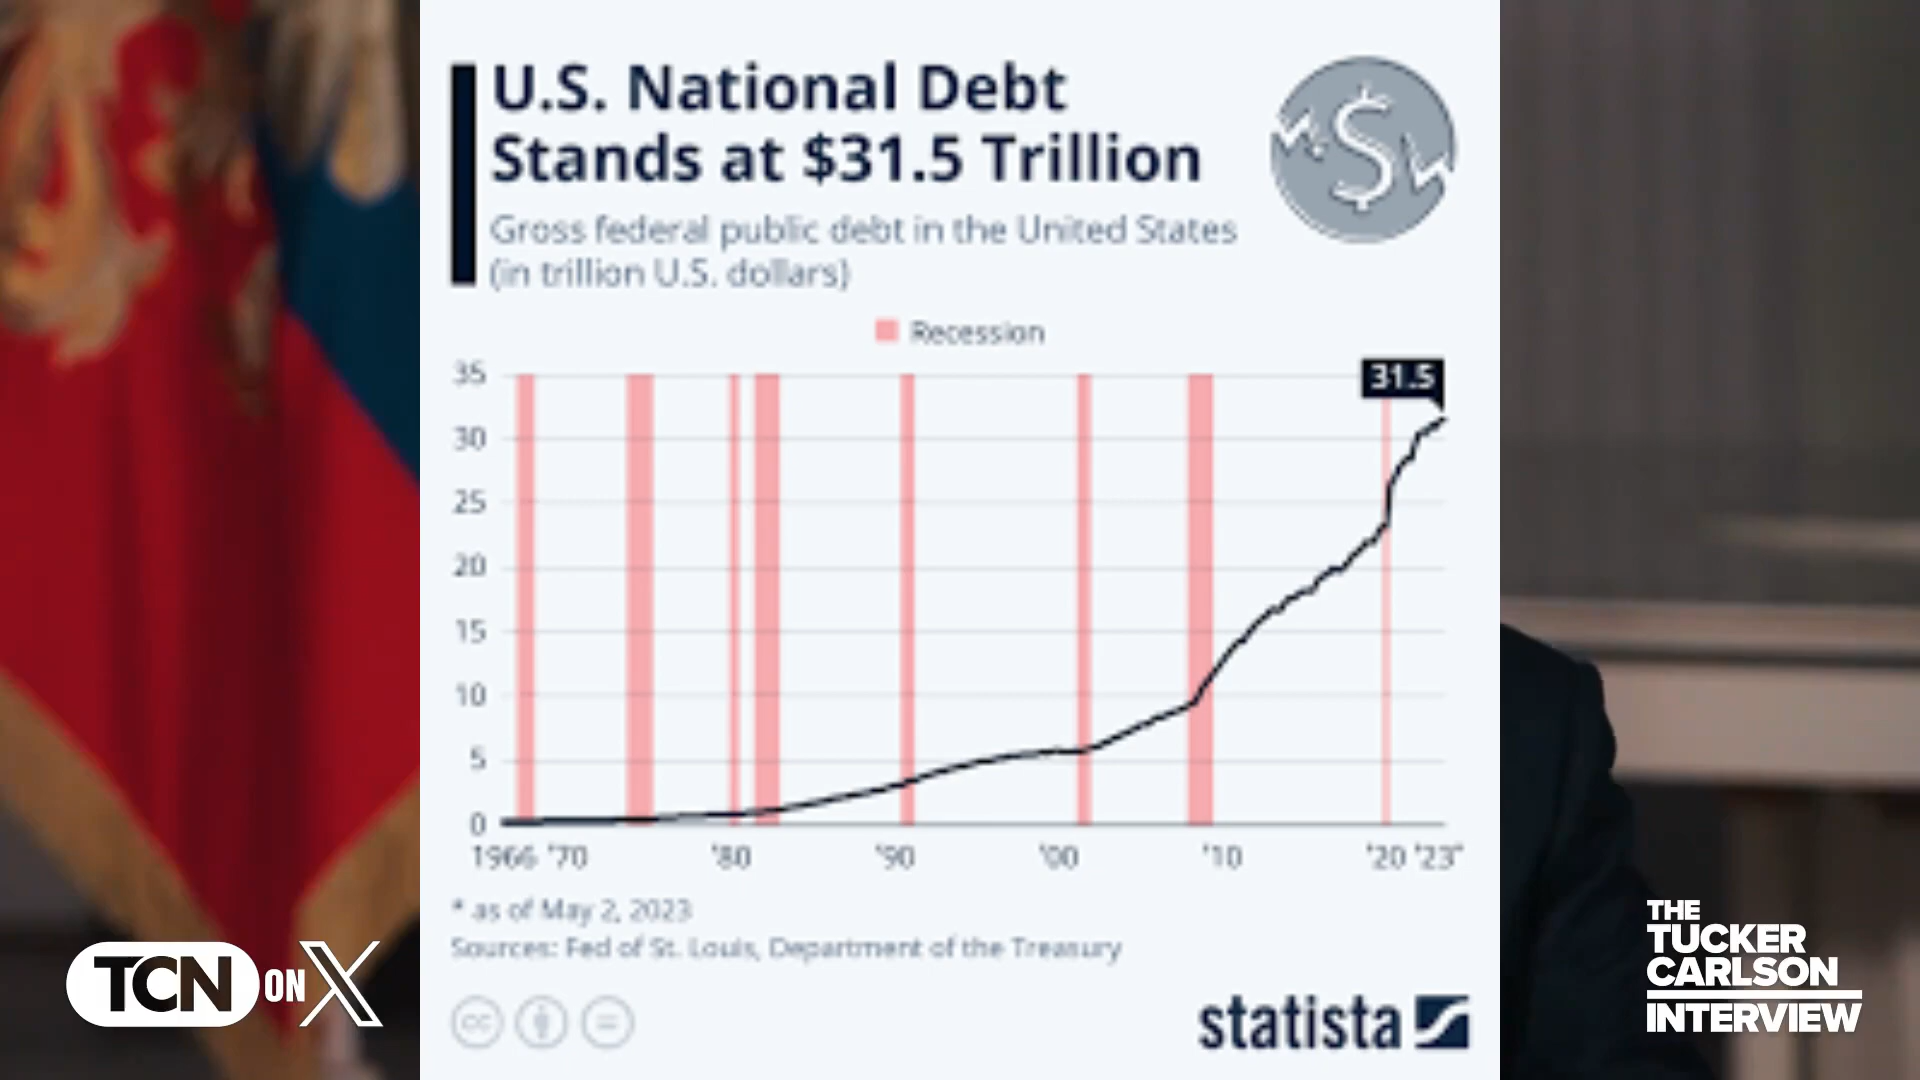 U.S. National Debt
Stands at $31.5 Trillion
Gross federal public debt in the United States
(in trillion U.S. dollars)
Recession
35
30
25
20
15
10
5
0
31.5
1966 '70 '80 '90 '00 '10 '20 '23*
* as of May 2, 2023
Sources: Fed of St. Louis, Department of the Treasury
cc
statista
TCN ON X
THE
TUCKER
CARLSON
INTERVIEW